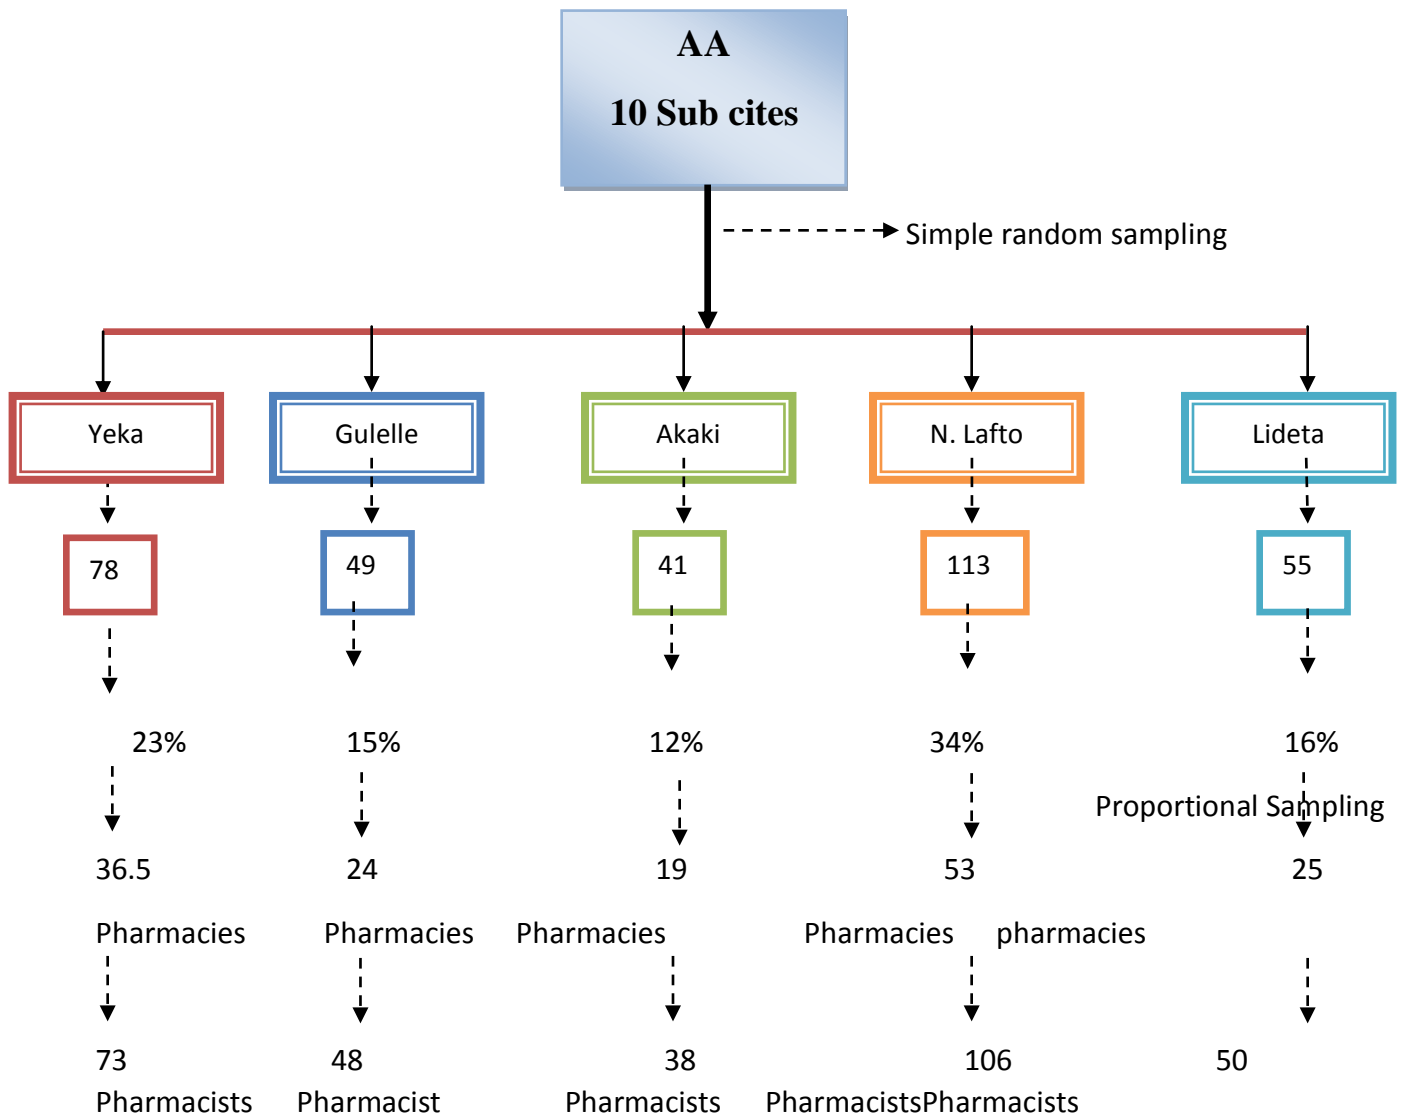 AA
10 Sub cites
Simple random sampling
Yeka Gulelle Akaki N. Lafto Lideta
78 49 41 113 55
23% 15% 12% 34% 16%
Proportional Sampling
36.5 24 19 53 25
Pharmacies Pharmacies Pharmacies Pharmacies pharmacies
73 48 38 106 50
Pharmacists Pharmacist Pharmacists PharmacistsPharmacists